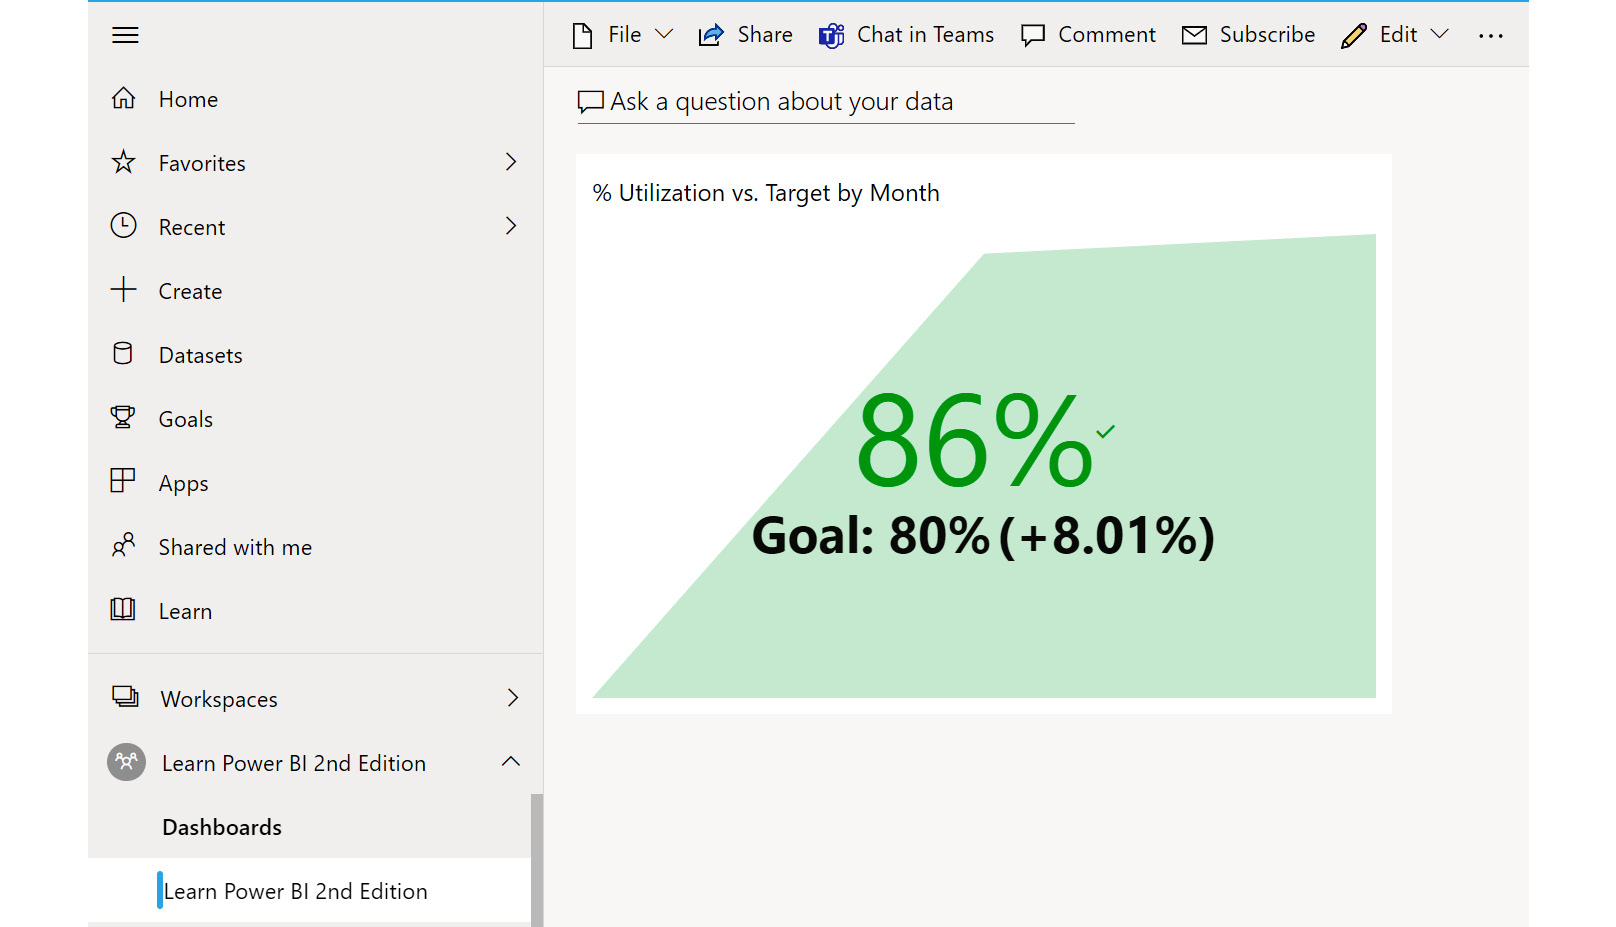 File
Share
Chat in Teams
Comment
Subscribe
Edit
Home
Favorites
Recent
Create
Datasets
Goals
Apps
Shared with me
Learn
Workspaces
Learn Power BI 2nd Edition
Dashboards
Learn Power BI 2nd Edition
Ask a question about your data
% Utilization vs. Target by Month
86%
Goal: 80% (+8.01%)